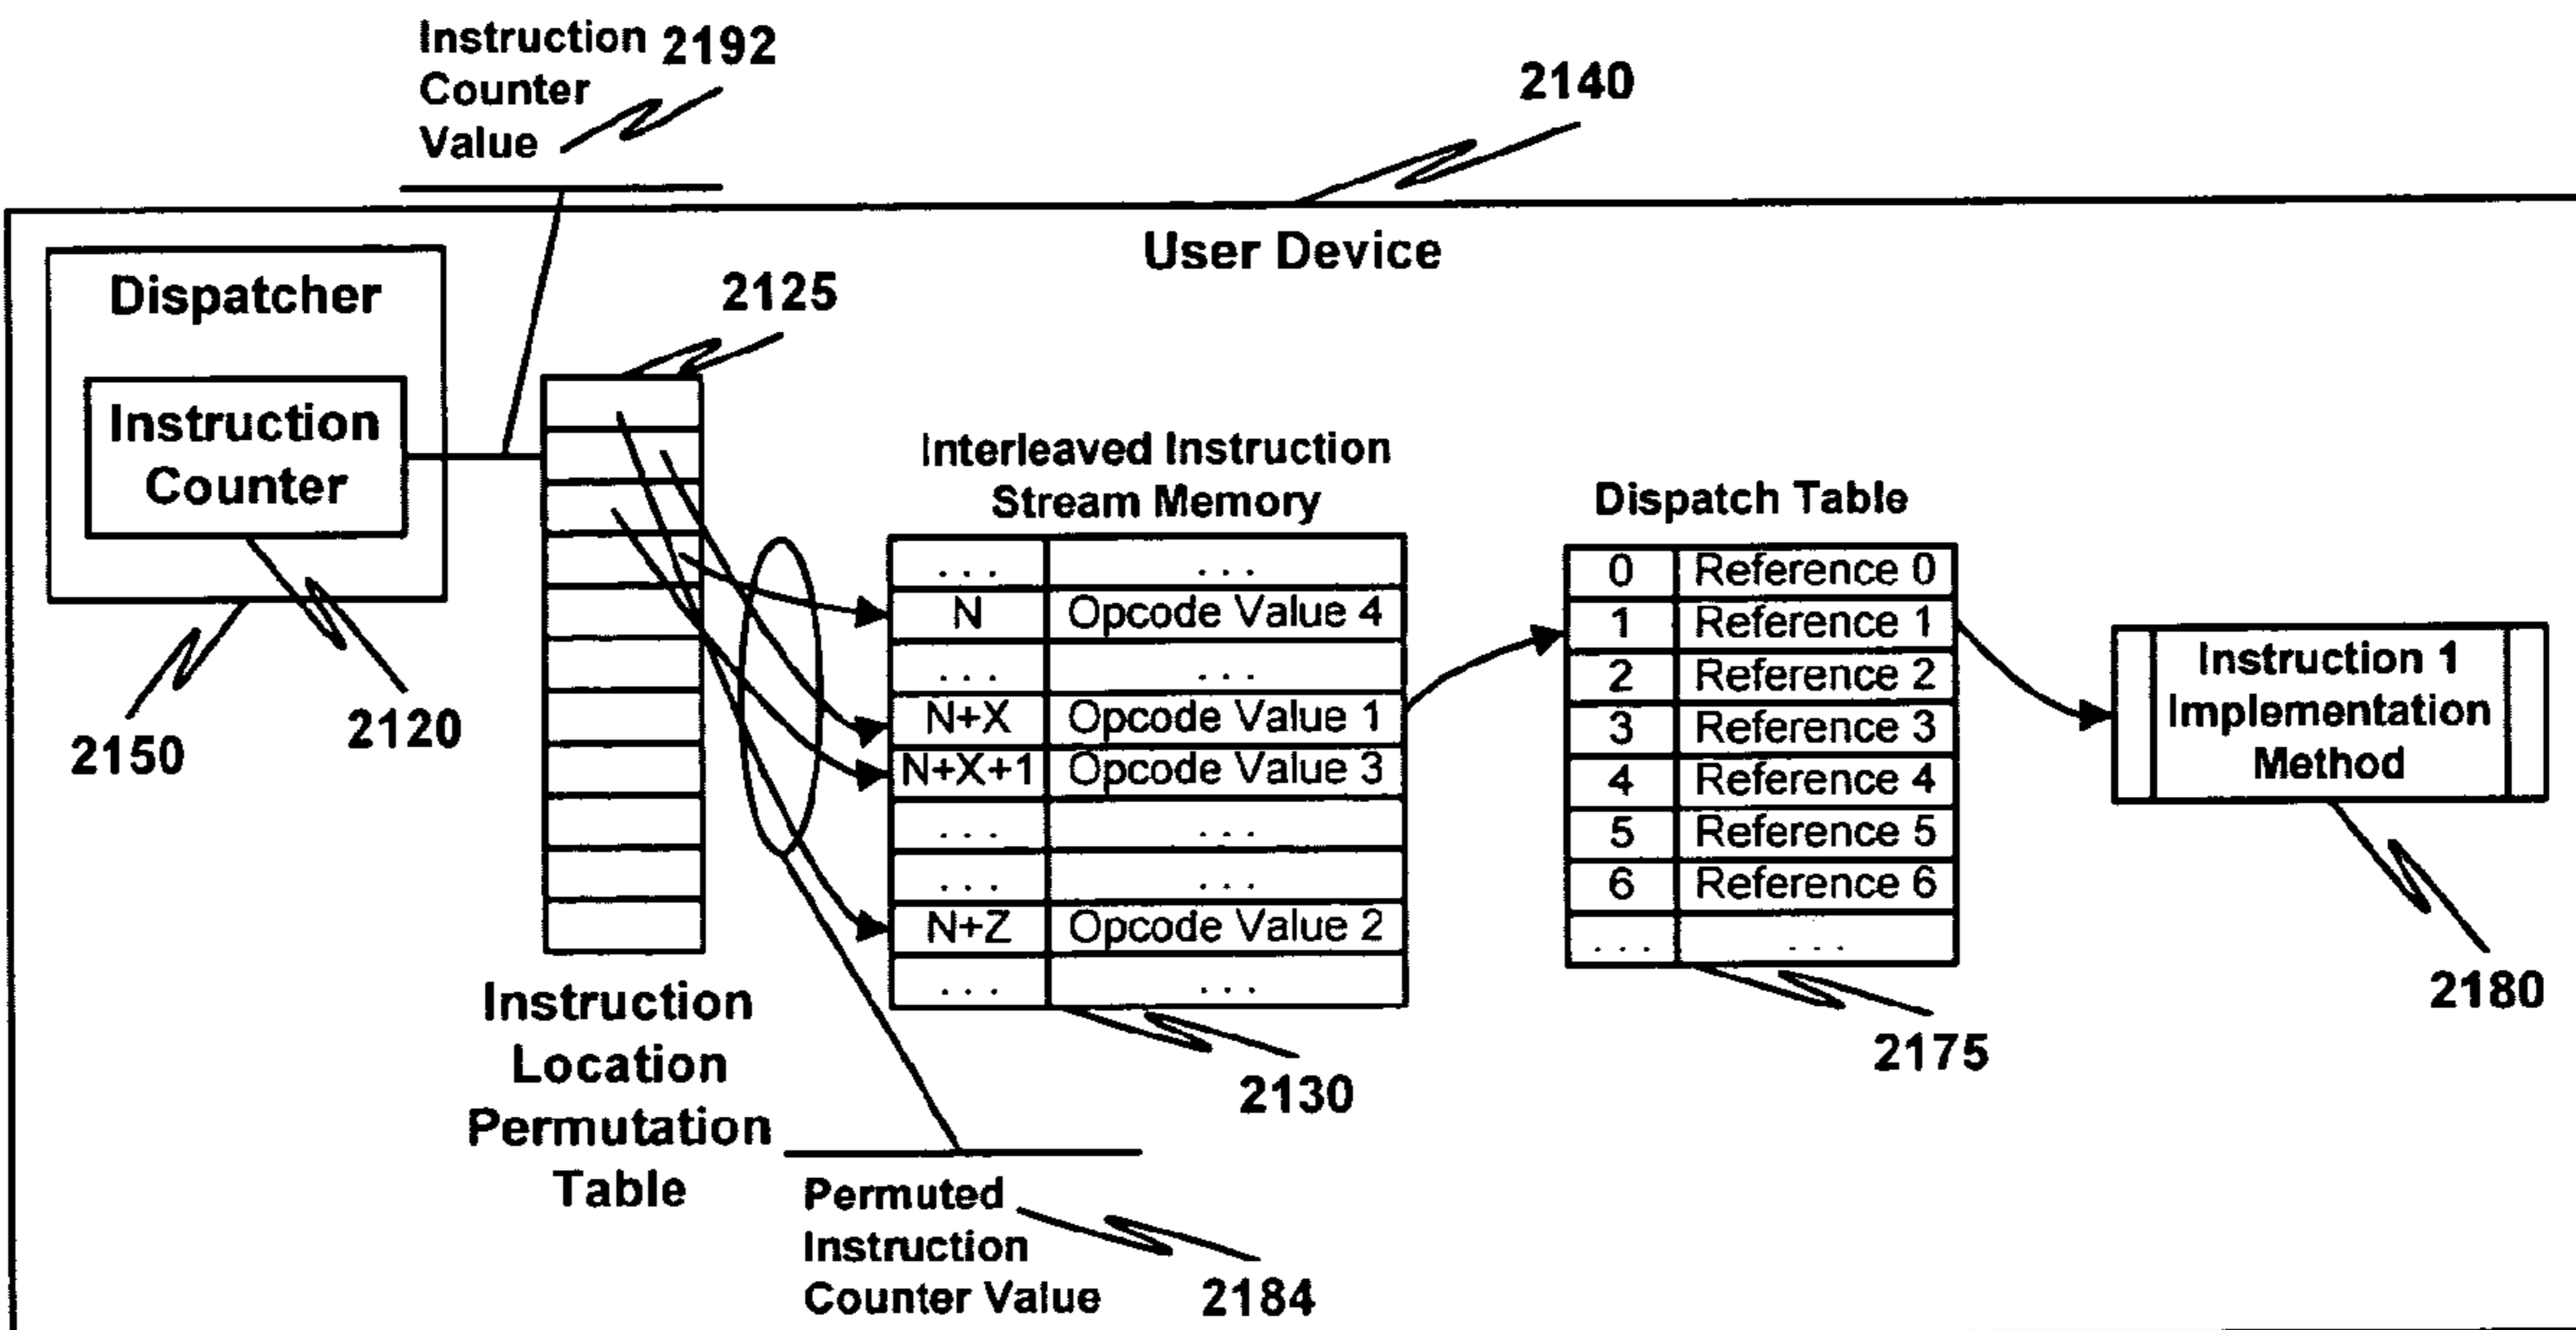 Instruction 2192
Counter
Value
2140
User Device
Dispatcher
2125
Instruction
Counter
2150
2120
Instruction
Location
Permutation
Table
Interleaved Instruction
Stream Memory
... ...
N Opcode Value 4
... ...
N+X Opcode Value 1
N+X+1 Opcode Value 3
... ...
... ...
N+Z Opcode Value 2
... ...
2130
Permuted
Instruction
Counter Value
2184
Dispatch Table
0 Reference 0
1 Reference 1
2 Reference 2
3 Reference 3
4 Reference 4
5 Reference 5
6 Reference 6
... ...
2175
Instruction 1
Implementation
Method
2180